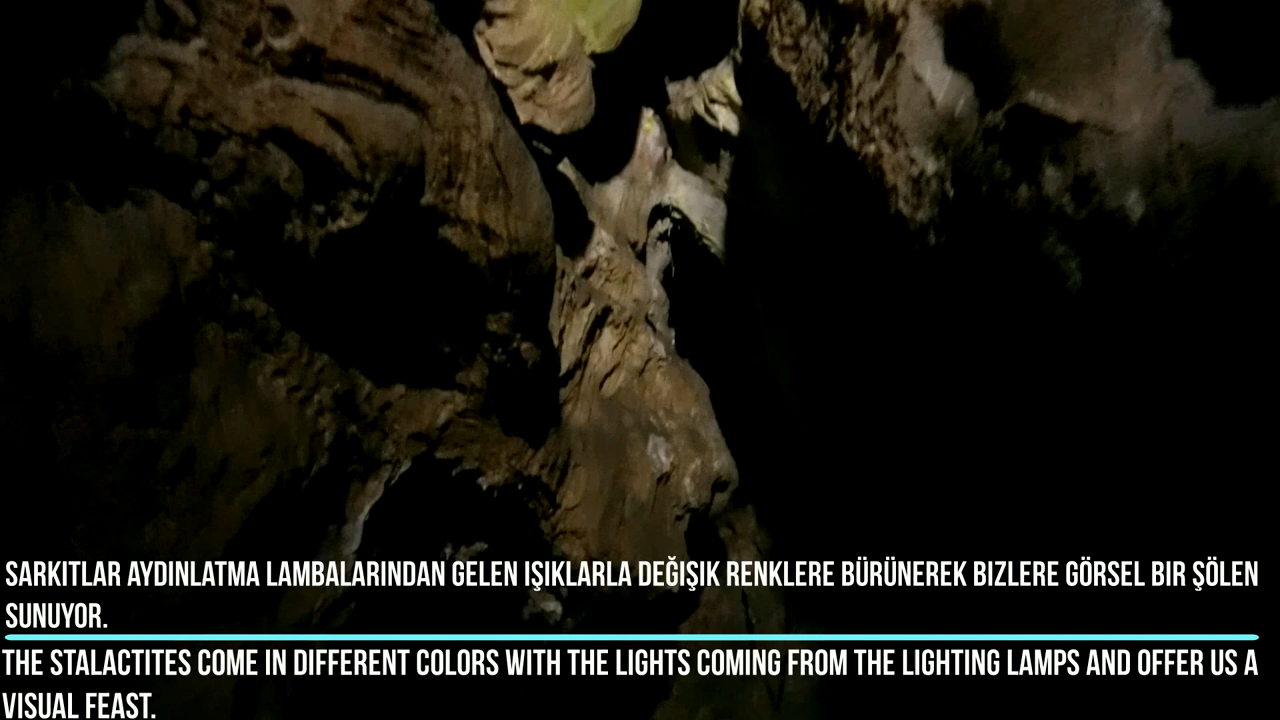 SARKITLAR AYDINLATMA LAMBALARINDAN GELEN IŞIKLARLA DEĞIŞIK RENKLERE BÜRÜNEREK BIZLERE GÖRSEL BIR ŞÖLEN
SUNUYOR.
THE STALACTITES COME IN DIFFERENT COLORS WITH THE LIGHTS COMING FROM THE LIGHTING LAMPS AND OFFER US A
VISUAL FEAST.